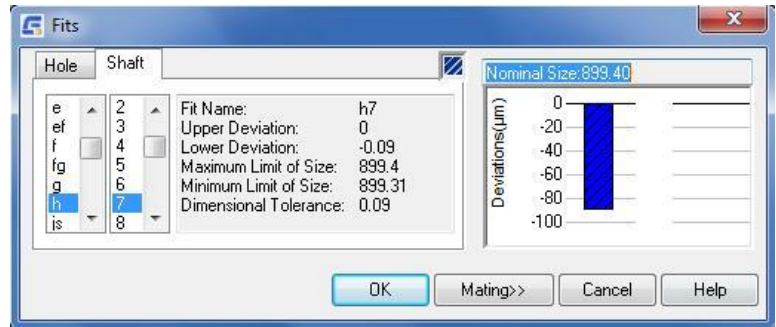 Fits
Hole
Shaft
e
ef
f
fg
g
h
js
2
3
4
5
6
7
8
Fit Name: h7
Upper Deviation: 0
Lower Deviation: -0.09
Maximum Limit of Size: 899.4
Minimum Limit of Size: 899.31
Dimensional Tolerance: 0.09
Nominal Size:899.40
Deviations(µm)
0
-20
-40
-60
-80
-100
OK
Mating>>
Cancel
Help